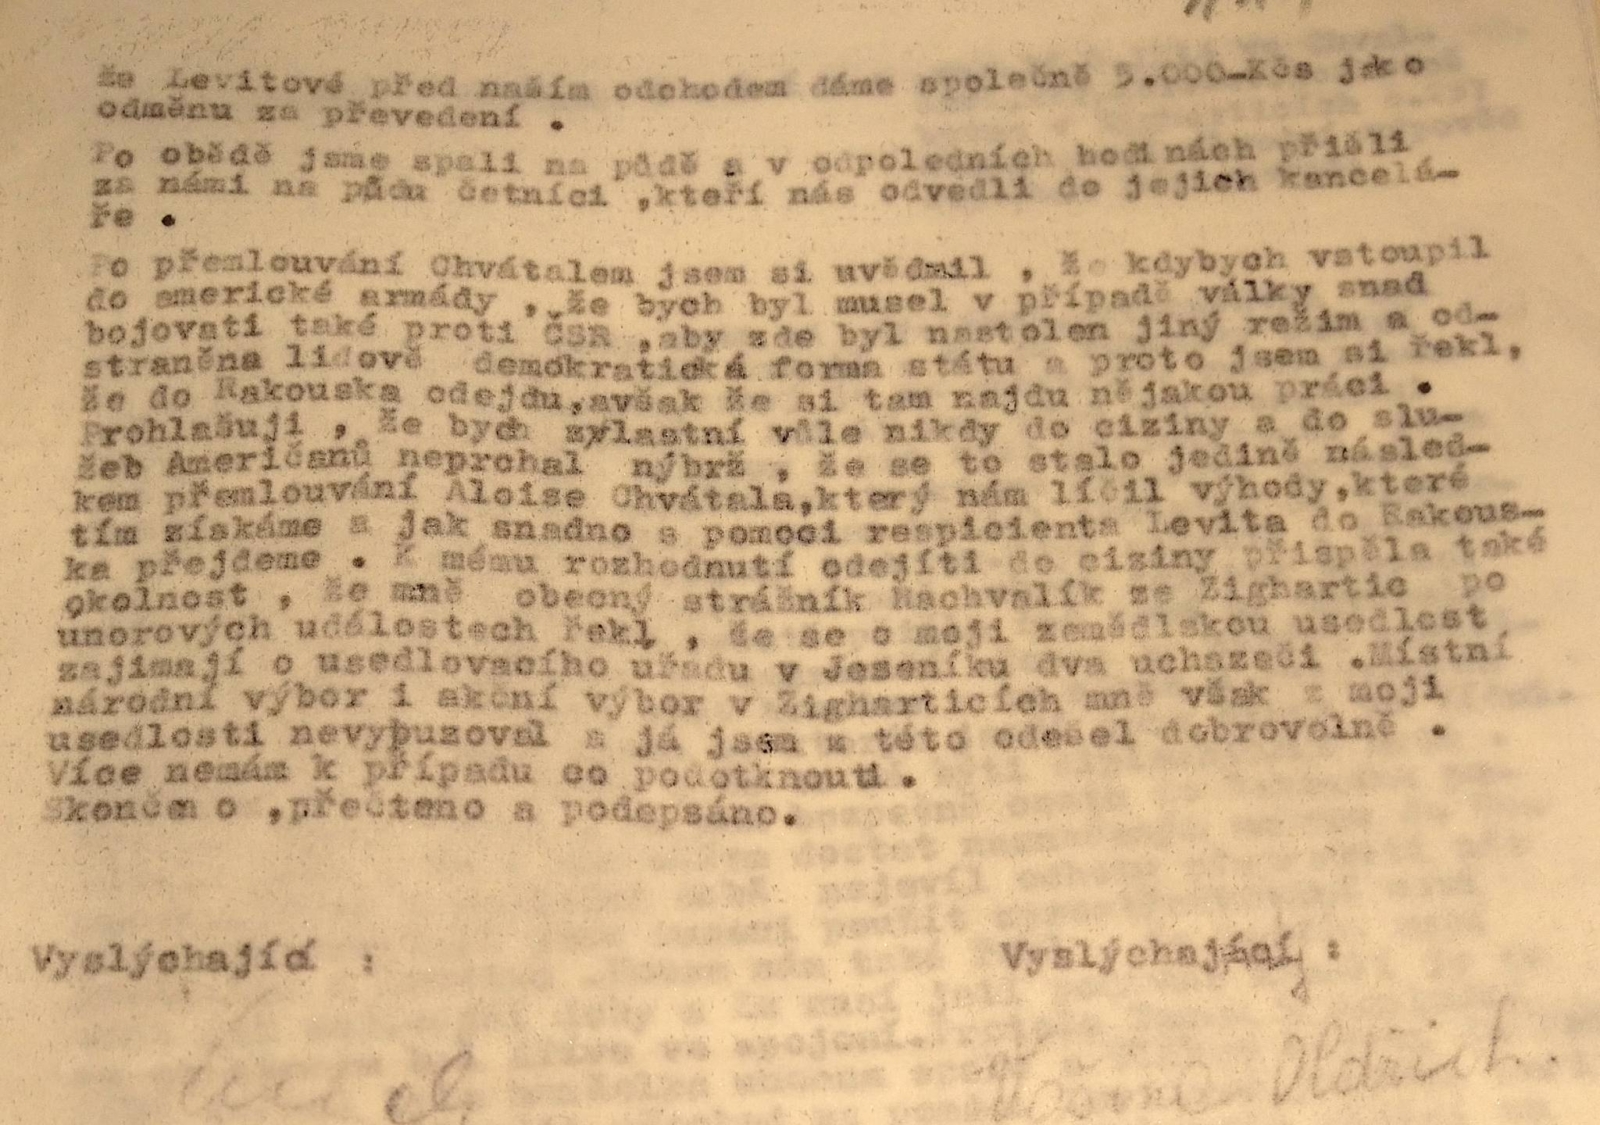 že Levitové před naším odchodem dáme společně 5.000-Kčs jako
odměnu za převedení .
Po obědě jsme spali na půdě a v odpoledních hodinách přišli
za námi na půdu četníci ,kteří nás odvedli do jejich kancelá-
ře .
Po přemlouvání Chvátalem jsem si uvědmil , že kdybych vstoupil
do americké armády , že bych byl musel v případě války snad
bojovati také proti ČSR ,aby zde byl nastolen jiný režim a od-
straněna lidově demokratická forma státu a proto jsem si řekl,
že do Rakouska odejdu,avšak že si tam najdu nějakou práci .
Prohlašuji , že bych z vlastní vůle nikdy do ciziny a do slu-
žeb Američanů neprchal nýbrž , že se to stalo jedině násled-
kem přemlouvání Aloise Chvátala,který nám líčil výhody,které
tím získáme a jak snadno s pomocí respicienta Levita do Rakous-
ka přejdeme . K mému rozhodnutí odejíti do ciziny přispěla také
okolnost , že mně obecný strážník Rachvalík ze Zighartic po
unorových událostech řekl , že se o moji zemědlskou usedlost
zajimají o usedlovacího uřadu v Jeseníku dva uchazeči .Místní
národní výbor i akční výbor v Zigharticích mně však z moji
usedlosti nevypuzoval a já jsem z této odešel dobrovolně .
Více nemám k případu co podotknouti.
Skončeno ,přečteno a podepsáno.
Vyslýchající : Vyslýchaný :
Oldřich.